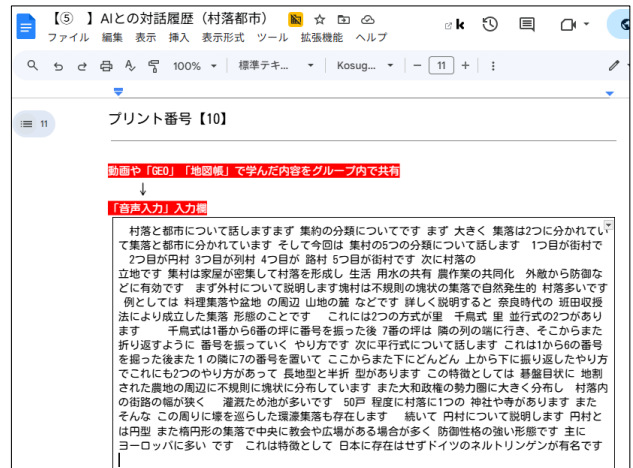 【⑤　】AIとの対話履歴（村落都市）
ファイル 編集 表示 挿入 表示形式 ツール 拡張機能 ヘルプ
100% 標準テキ... Kosug... － 11 ＋
11
プリント番号【10】
動画や「GEO」「地図帳」で学んだ内容をグループ内で共有
↓
「音声入力」入力欄
村落と都市について話しますまず 集約の分類についてです まず 大きく 集落は2つに分かれてい
て集落と都市に分かれています そして今回は 集村の5つの分類について話します　1つ目が街村で
2つ目が円村 3つ目が列村 4つ目が 路村 5つ目が街村です 次に村落の
立地です 集村は家屋が密集して村落を形成し 生活 用水の共有 農作業の共同化　外敵から防御な
どに有効です　まず外村について説明します塊村は不規則の塊状の集落で自然発生的 村落多いです
例としては 料理集落や盆地 の周辺 山地の麓 などです 詳しく説明すると 奈良時代の 班田収授
法により成立した集落 形態のことです　これには2つの方式が里　千鳥式 里 並行式の2つがあり
ます　　千鳥式は1番から6番の坪に番号を振った後 7番の坪は 隣の列の端に行き、そこからまた
折り返すように 番号を振っていく やり方です 次に平行式について話します これは1から6の番号
を掘った後また１の隣に7の番号を置いて ここからまた下にどんどん 上から下に振り返したやり方
でこれにも2つのやり方があって 長地型と半折 型があります この特徴としては 碁盤目状に 地割
された農地の周辺に不規則に塊状に分布しています また大和政権の勢力圏に大きく分布し　村落内
の街路の幅が狭く　灌漑ため池が多いです　50戸 程度に村落に1つの 神社や寺があります また
そんな この周りに壕を巡らした環濠集落も存在します　続いて 円村について説明します 円村と
は円型 また楕円形の集落で中央に教会や広場がある場合が多く 防御性格の強い形態です 主に
ヨーロッパに多い です　これは特徴として 日本に存在はせずドイツのネルトリンゲンが有名です